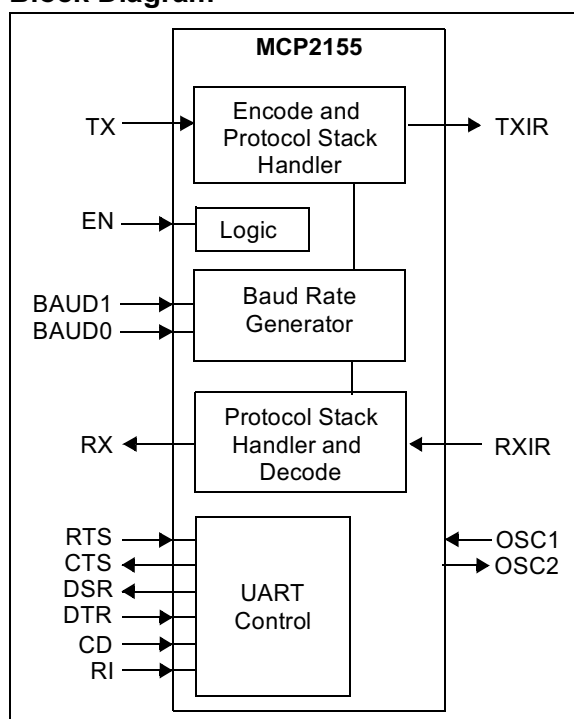 Block Diagram
MCP2155
TX
Encode and
Protocol Stack
Handler
TXIR
EN
Logic
BAUD1
BAUD0
Baud Rate
Generator
RX
Protocol Stack
Handler and
Decode
RXIR
RTS
CTS
DSR
DTR
CD
RI
UART
Control
OSC1
OSC2